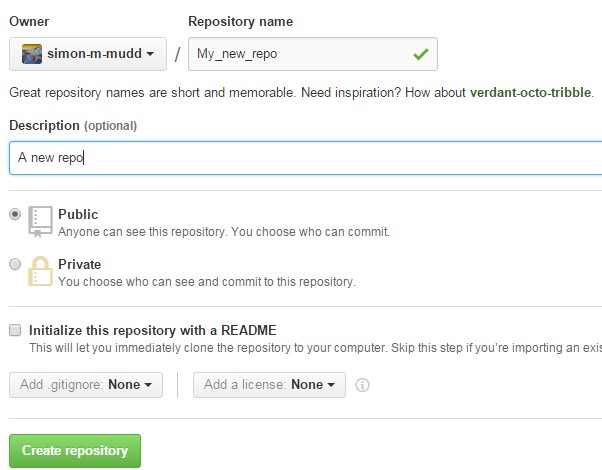 Owner Repository name
simon-m-mudd / My_new_repo
Great repository names are short and memorable. Need inspiration? How about verdant-octo-tribble.
Description (optional)
A new repo
Public
Anyone can see this repository. You choose who can commit.
Private
You choose who can see and commit to this repository.
Initialize this repository with a README
This will let you immediately clone the repository to your computer. Skip this step if you’re importing an exis
Add .gitignore: None Add a license: None
Create repository